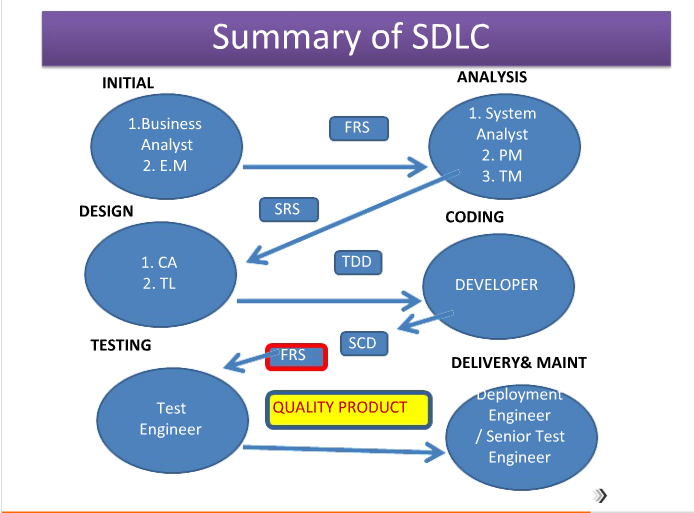 Summary of SDLC
INITIAL
ANALYSIS
1.Business
Analyst
2. E.M
FRS
1. System
Analyst
2. PM
3. TM
DESIGN
SRS
CODING
1. CA
2. TL
TDD
DEVELOPER
TESTING
FRS
SCD
DELIVERY& MAINT
Test
Engineer
QUALITY PRODUCT
Deployment
Engineer
/ Senior Test
Engineer